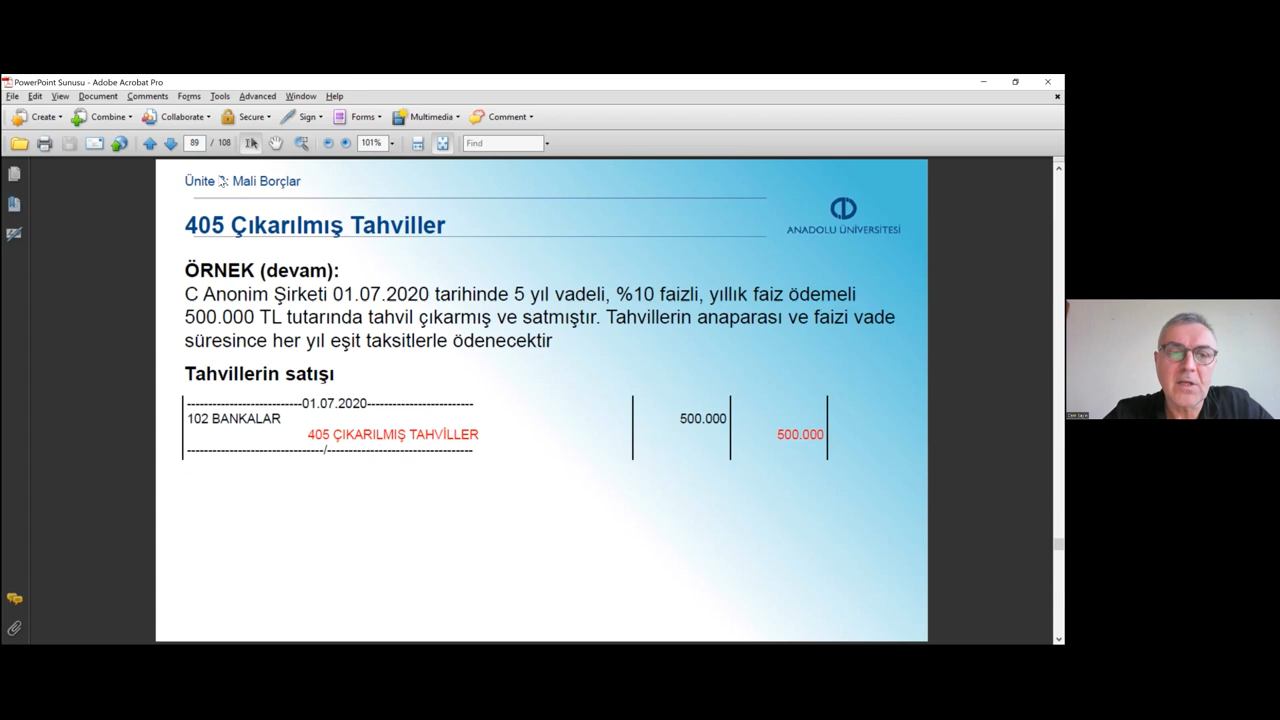 PowerPoint Sunusu - Adobe Acrobat Pro
File Edit View Document Comments Forms Tools Advanced Window Help
Create Combine Collaborate Secure Sign Forms Multimedia Comment
89 / 108 101% Find
Ünite : Mali Borçlar
405 Çıkarılmış Tahviller
ANADOLU ÜNİVERSİTESİ
ÖRNEK (devam):
C Anonim Şirketi 01.07.2020 tarihinde 5 yıl vadeli, %10 faizli, yıllık faiz ödemeli
500.000 TL tutarında tahvil çıkarmış ve satmıştır. Tahvillerin anaparası ve faizi vade
süresince her yıl eşit taksitlerle ödenecektir
Tahvillerin satışı
---------------------------01.07.2020-------------------------
102 BANKALAR 500.000
405 ÇIKARILMIŞ TAHVİLLER 500.000
--------------------------------/----------------------------------